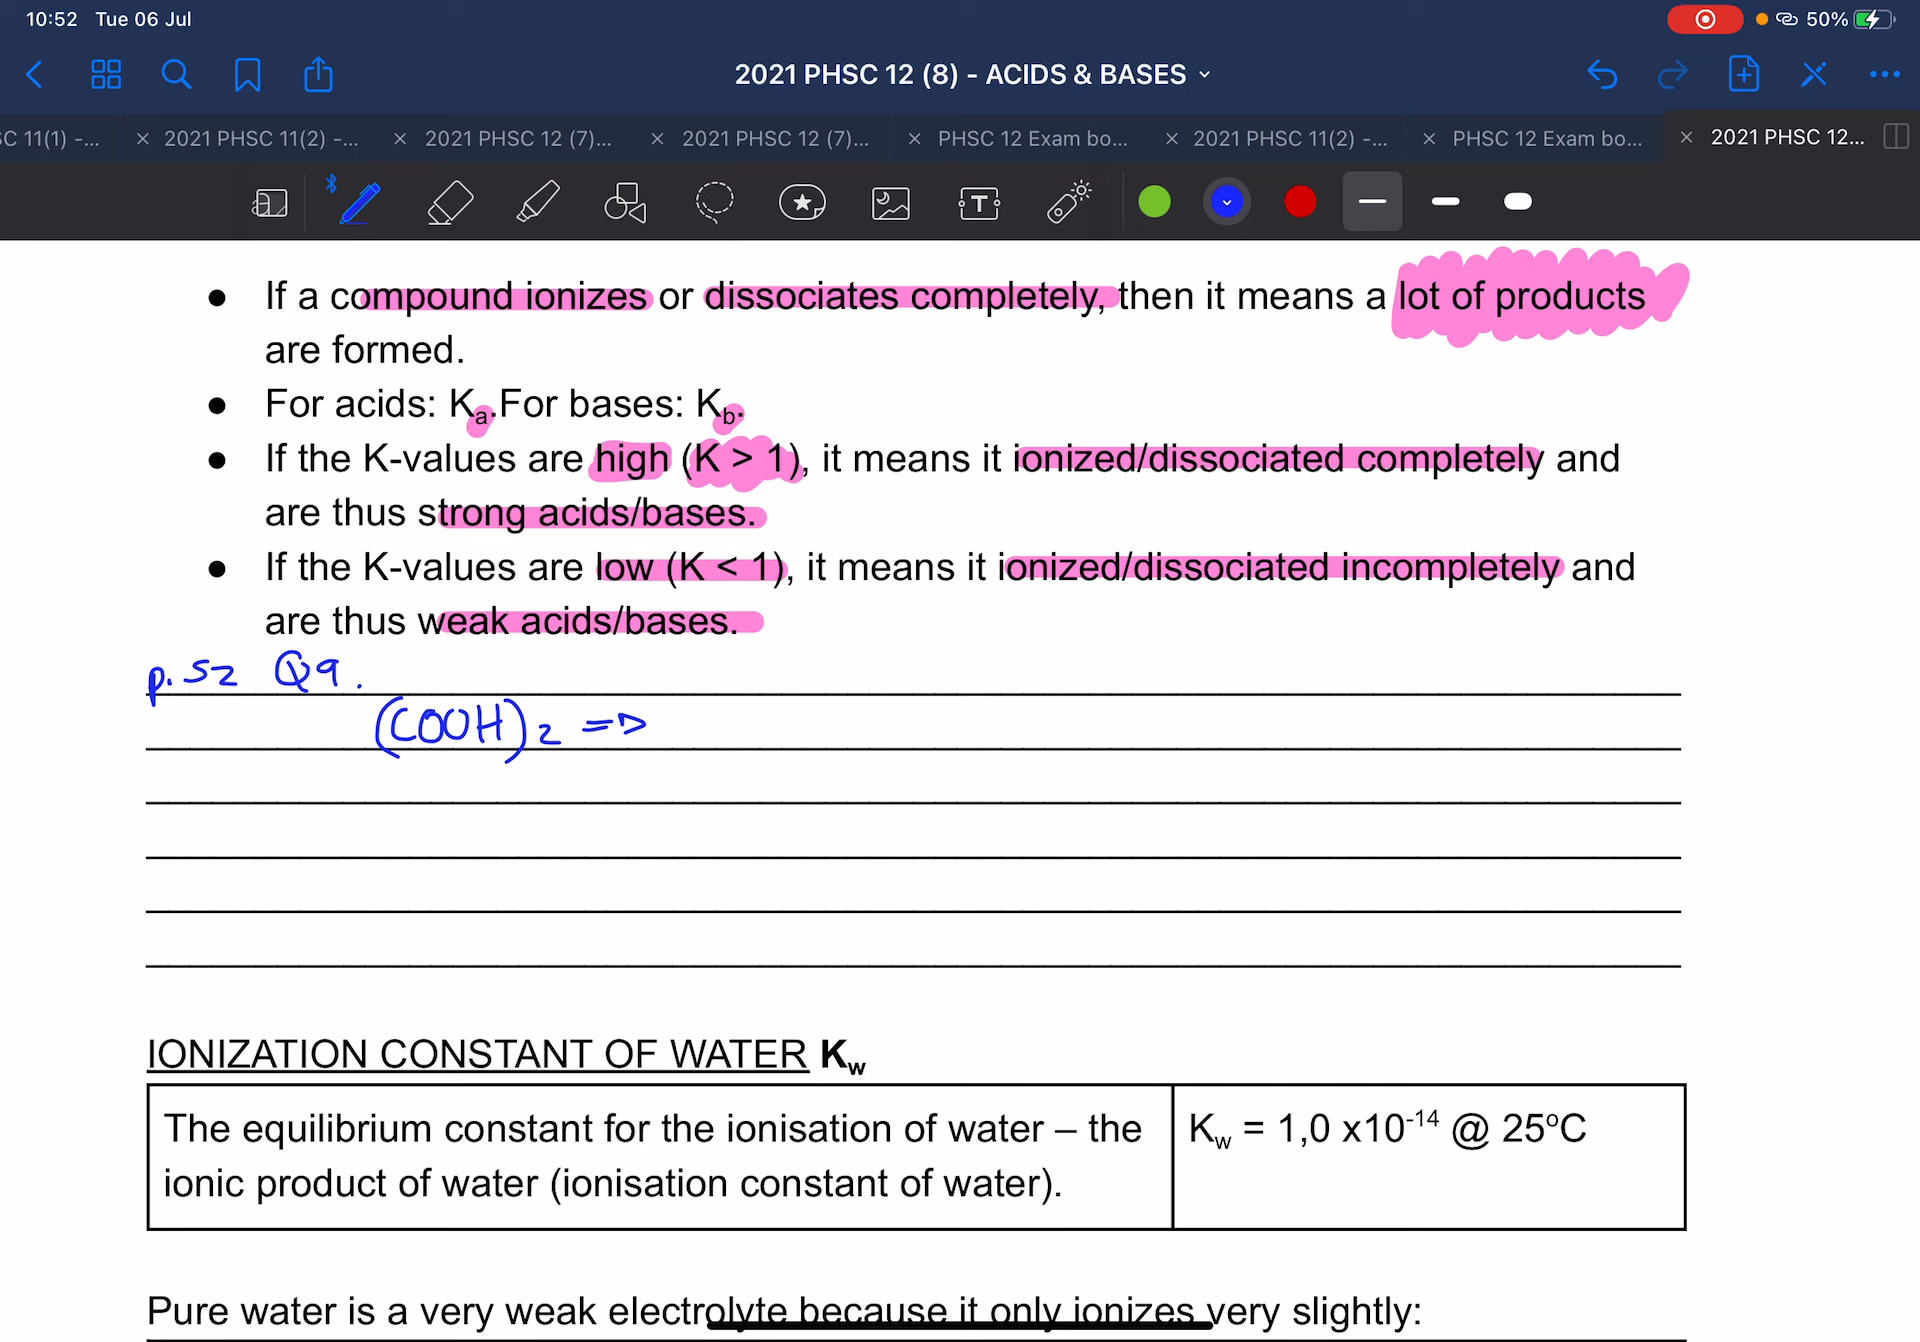 10:52 Tue 06 Jul 50%
2021 PHSC 12 (8) - ACIDS & BASES
SC 11(1) -... × 2021 PHSC 11(2) -... × 2021 PHSC 12 (7)... × 2021 PHSC 12 (7)... × PHSC 12 Exam bo... × 2021 PHSC 11(2) -... × PHSC 12 Exam bo... × 2021 PHSC 12...
● If a compound ionizes or dissociates completely, then it means a lot of products
are formed.
● For acids: Kₐ.For bases: K_b.
● If the K-values are high (K > 1), it means it ionized/dissociated completely and
are thus strong acids/bases.
● If the K-values are low (K < 1), it means it ionized/dissociated incompletely and
are thus weak acids/bases.
p. 52 Q9.
(COOH)₂ =>
IONIZATION CONSTANT OF WATER K_w
The equilibrium constant for the ionisation of water – the
ionic product of water (ionisation constant of water).
K_w = 1,0 x10⁻¹⁴ @ 25ºC
Pure water is a very weak electrolyte because it only ionizes very slightly: